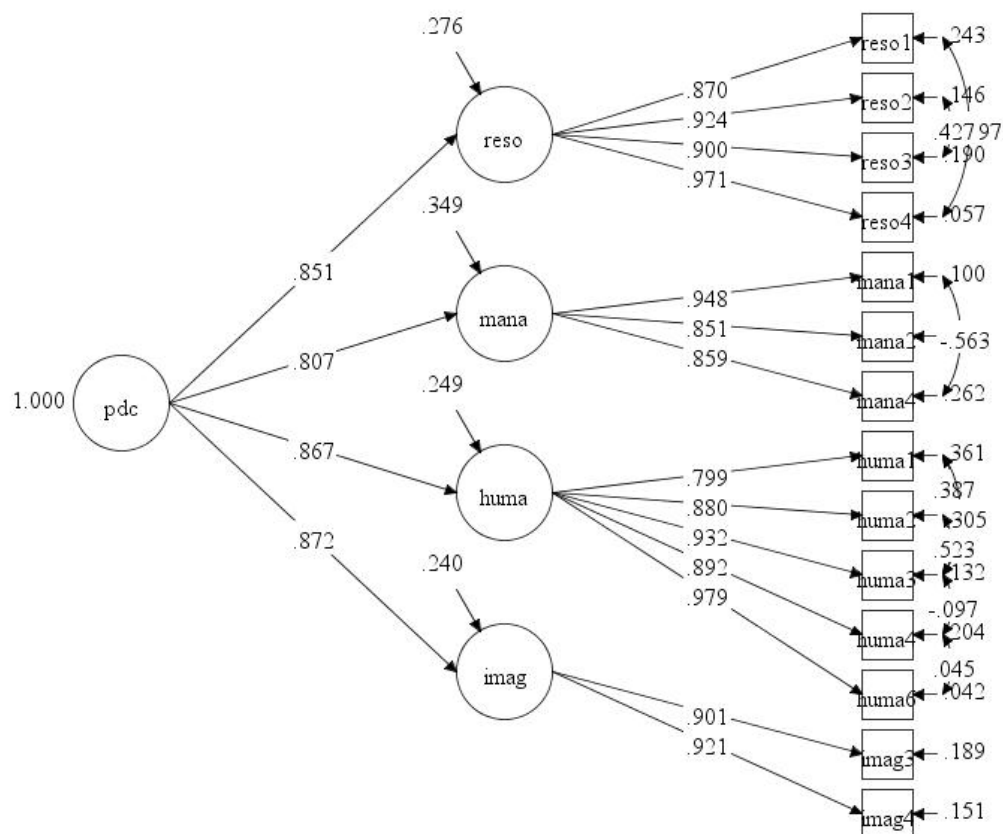 .276
reso
.870
.924
.900
.971
reso1
.243
reso2
.146
reso3
.190
reso4
.057
.349
mana
.948
.851
.859
mana1
.100
mana2
-.563
mana4
.262
.851
.807
.867
.872
1.000
pdc
.249
huma
.799
.880
.932
.892
.979
huma1
.361
.387
huma2
.305
.523
huma3
.132
-.097
huma4
.204
.045
huma6
.042
.240
imag
.901
.921
imag3
.189
imag4
.151